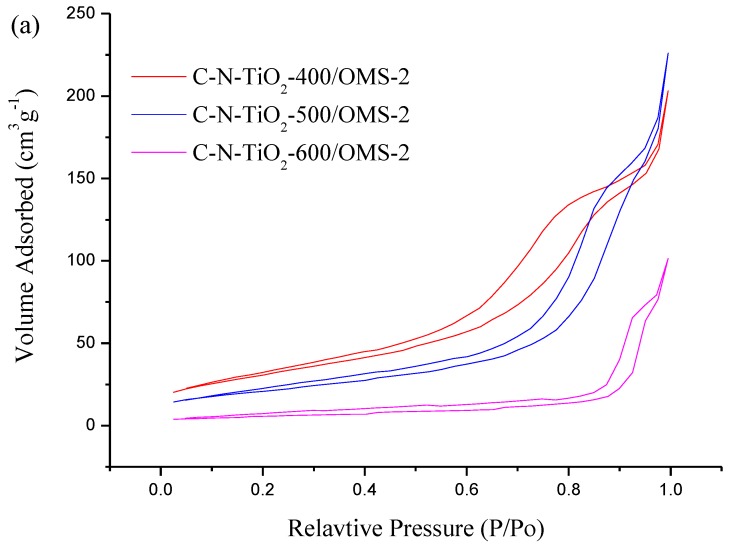 (a)
C-N-TiO₂-400/OMS-2
C-N-TiO₂-500/OMS-2
C-N-TiO₂-600/OMS-2
Volume Adsorbed (cm³g⁻¹)
250
200
150
100
50
0
0.0 0.2 0.4 0.6 0.8 1.0
Relavtive Pressure (P/Po)